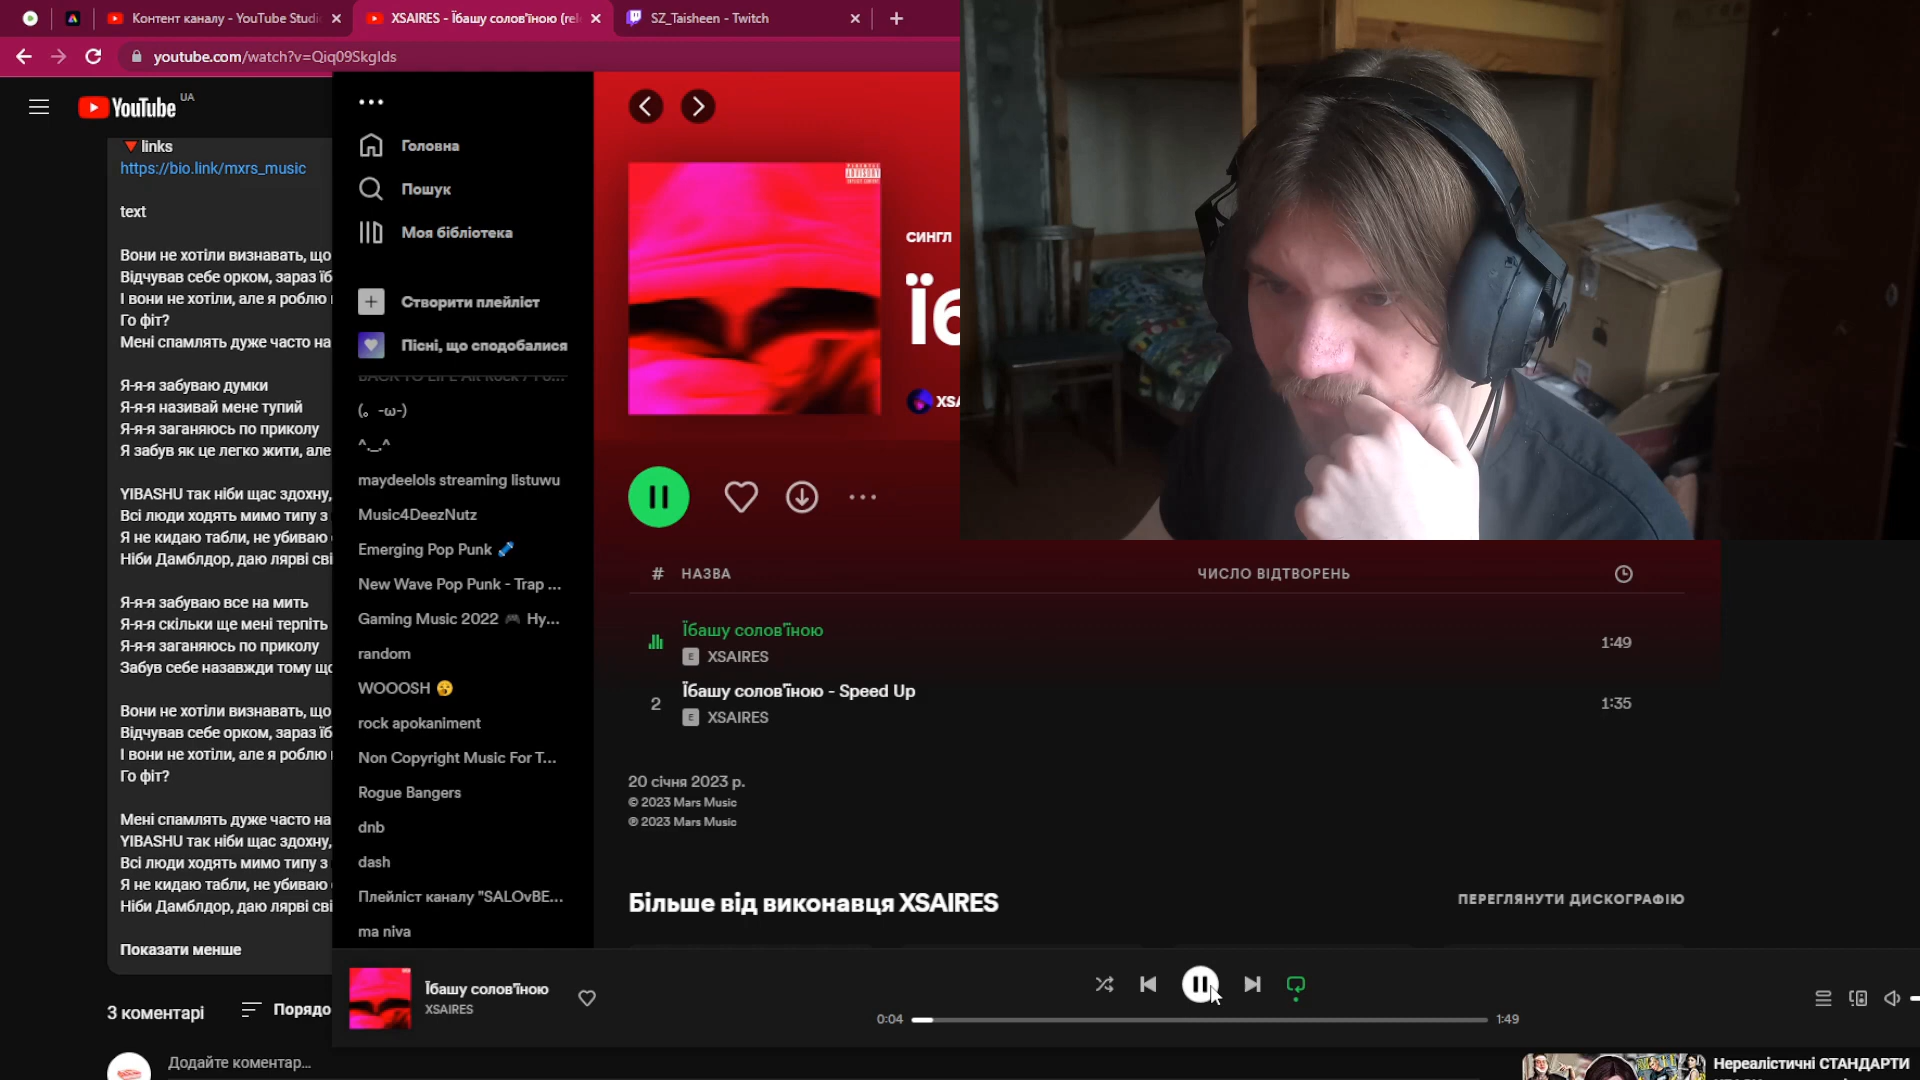 Контент каналу - YouTube Studi
XSAIRES - Їбашу солов'їною (rel
SZ_Taisheen - Twitch
youtube.com/watch?v=Qiq09SkgIds
YouTube UA
links
https://bio.link/mxrs_music
text
Вони не хотіли визнавать, що
Відчував себе орком, зараз їб
І вони не хотіли, але я роблю
Го фіт?
Мені спамлять дуже часто на
Я-я-я забуваю думки
Я-я-я називай мене тупий
Я-я-я заганяюсь по приколу
Я забув як це легко жити, але
YIBASHU так ніби щас здохну,
Всі люди ходять мимо типу з
Я не кидаю табли, не убиваю
Ніби Дамблдор, даю лярві сві
Я-я-я забуваю все на мить
Я-я-я скільки ще мені терпіть
Я-я-я заганяюсь по приколу
Забув себе назавжди тому що
Вони не хотіли визнавать, що
Відчував себе орком, зараз їб
І вони не хотіли, але я роблю
Го фіт?
Мені спамлять дуже часто на
YIBASHU так ніби щас здохну,
Всі люди ходять мимо типу з
Я не кидаю табли, не убиваю
Ніби Дамблдор, даю лярві сві
Показати менше
3 коментарі
Порядо
Додайте коментар...
Головна
Пошук
Моя бібліотека
Створити плейліст
Пісні, що сподобалися
(。-ω-)
^._.^
maydeelols streaming listuwu
Music4DeezNutz
Emerging Pop Punk
New Wave Pop Punk - Trap ...
Gaming Music 2022 🎮 Hy...
random
WOOOSH 😚
rock apokaniment
Non Copyright Music For T...
Rogue Bangers
dnb
dash
Плейліст каналу "SALOvBE...
ma niva
СИНГЛ
Їб
XSA
# НАЗВА
ЧИСЛО ВІДТВОРЕНЬ
Їбашу солов'їною
E XSAIRES
1:49
2
Їбашу солов'їною - Speed Up
E XSAIRES
1:35
20 січня 2023 р.
© 2023 Mars Music
℗ 2023 Mars Music
Більше від виконавця XSAIRES
ПЕРЕГЛЯНУТИ ДИСКОГРАФІЮ
Їбашу солов'їною
XSAIRES
0:04
1:49
Нереалістичні СТАНДАРТИ